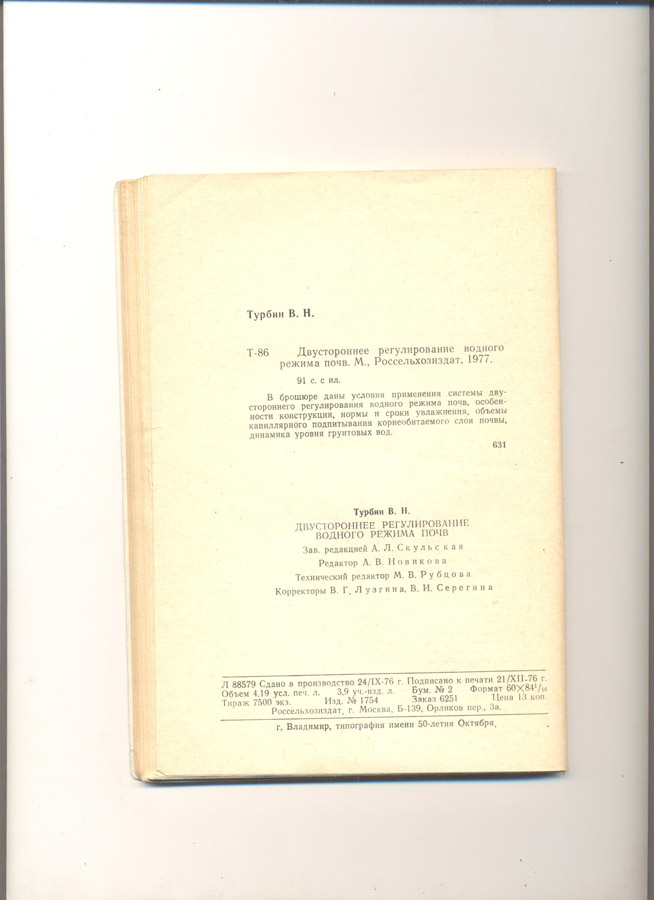 Турбин В. Н.
Т-86 Двустороннее регулирование водного
режима почв. М., Россельхозиздат, 1977.
91 с. с ил.
В брошюре даны условия применения системы дву-
стороннего регулирования водного режима почв, особен-
ности конструкции, нормы и сроки увлажнения, объемы
капиллярного подпитывания корнеобитаемого слоя почвы,
динамика уровня грунтовых вод.
631
Турбин В. Н.
ДВУСТОРОННЕЕ РЕГУЛИРОВАНИЕ
ВОДНОГО РЕЖИМА ПОЧВ
Зав. редакцией А. Л. Скульская
Редактор А. В. Новикова
Технический редактор М. В. Рубцова
Корректоры В. Г. Лузгина, В. И. Серегина
Л 88579 Сдано в производство 24/IX-76 г. Подписано к печати 21/XII-76 г.
Объем 4,19 усл. печ. л. 3,9 уч.-изд. л. Бум. № 2 Формат 60×84¹/₁₆
Тираж 7500 экз. Изд. № 1754 Заказ 6251 Цена 13 коп.
Россельхозиздат, г. Москва, Б-139, Орликов пер., 3а.
г. Владимир, типография имени 50-летия Октября.